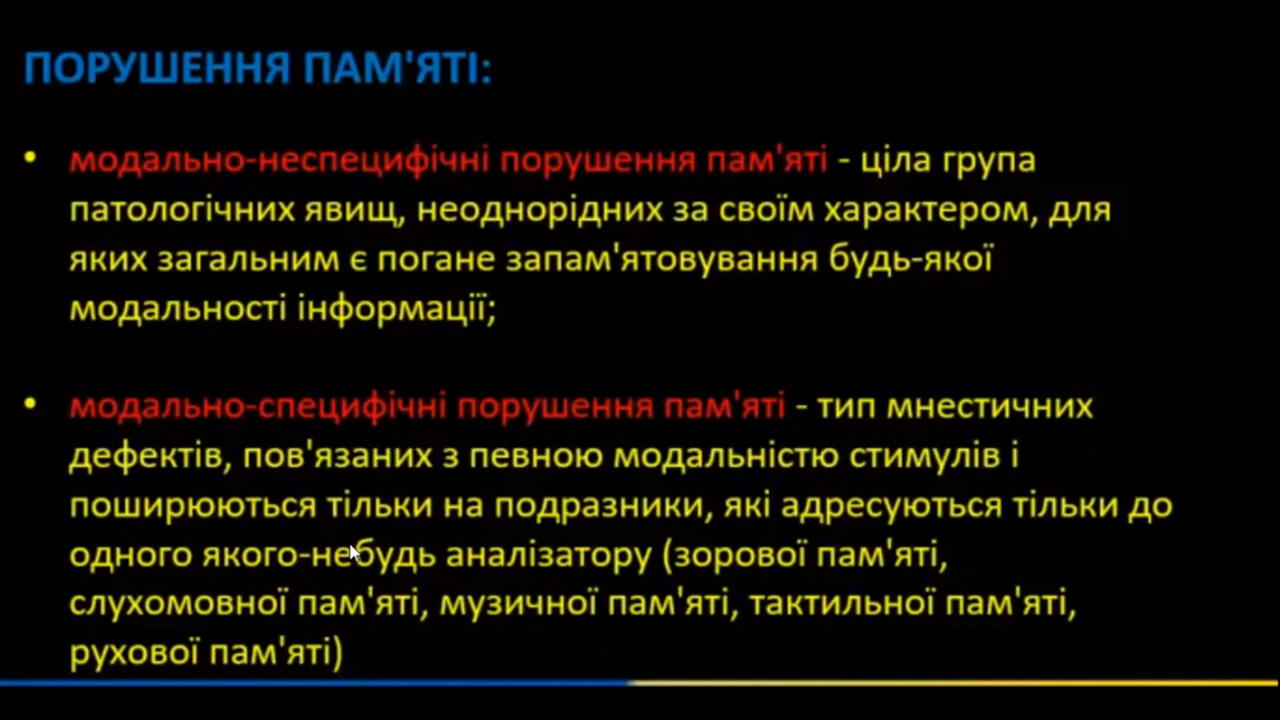 ПОРУШЕННЯ ПАМ'ЯТІ:
• модально-неспецифічні порушення пам'яті - ціла група
патологічних явищ, неоднорідних за своїм характером, для
яких загальним є погане запам'ятовування будь-якої
модальності інформації;
• модально-специфічні порушення пам'яті - тип мнестичних
дефектів, пов'язаних з певною модальністю стимулів і
поширюються тільки на подразники, які адресуються тільки до
одного якого-небудь аналізатору (зорової пам'яті,
слухомовної пам'яті, музичної пам'яті, тактильної пам'яті,
рухової пам'яті)